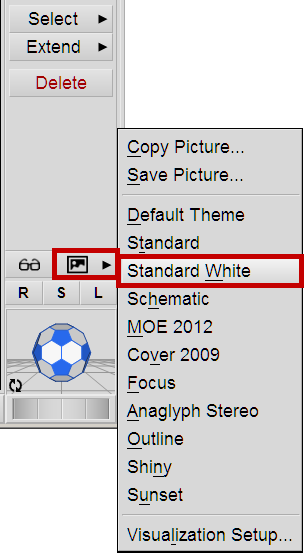 Select
Extend
Delete
Copy Picture...
Save Picture...
Default Theme
Standard
Standard White
Schematic
R S L
MOE 2012
Cover 2009
Focus
Anaglyph Stereo
Outline
Shiny
Sunset
Visualization Setup...